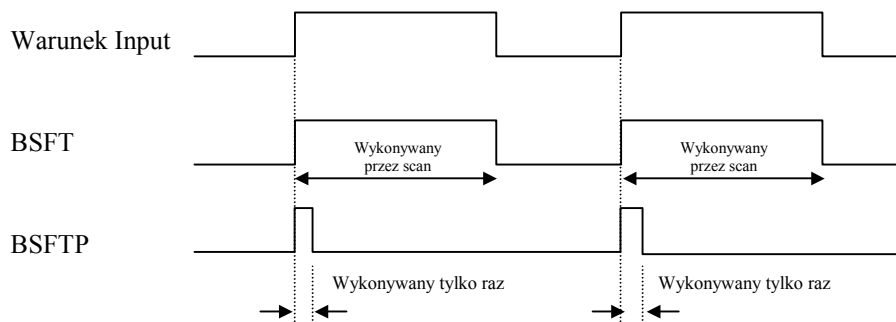 Warunek Input
BSFT
Wykonywany
przez scan
Wykonywany
przez scan
BSFTP
Wykonywany tylko raz
Wykonywany tylko raz